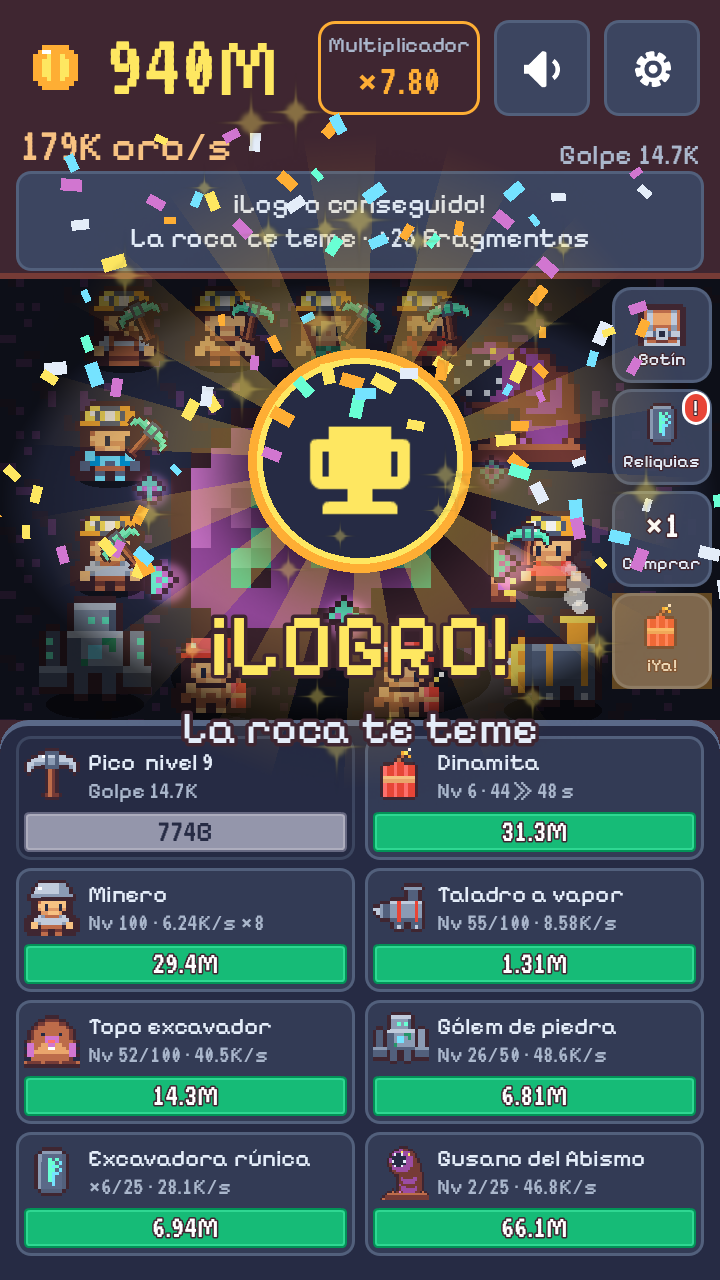 940M
Multiplicador
×7.80
179K orb/s
Golpe 14.7K
¡Logro conseguido!
La roca te teme · +25 fragmentos
Botín
!
Reliquias
×1
Comprar
¡Ya!
¡LOGRO!
La roca te teme
Pico nivel 9
Golpe 14.7K
774B
Dinamita
Nv 6 · 44 ≫ 48 s
31.3M
Minero
Nv 100 · 6.24K/s ×8
29.4M
Taladro a vapor
Nv 55/100 · 8.58K/s
1.31M
Topo excavador
Nv 52/100 · 40.5K/s
14.3M
Gólem de piedra
Nv 26/50 · 48.6K/s
6.81M
Excavadora rúnica
×6/25 · 28.1K/s
6.94M
Gusano del Abismo
Nv 2/25 · 46.8K/s
66.1M